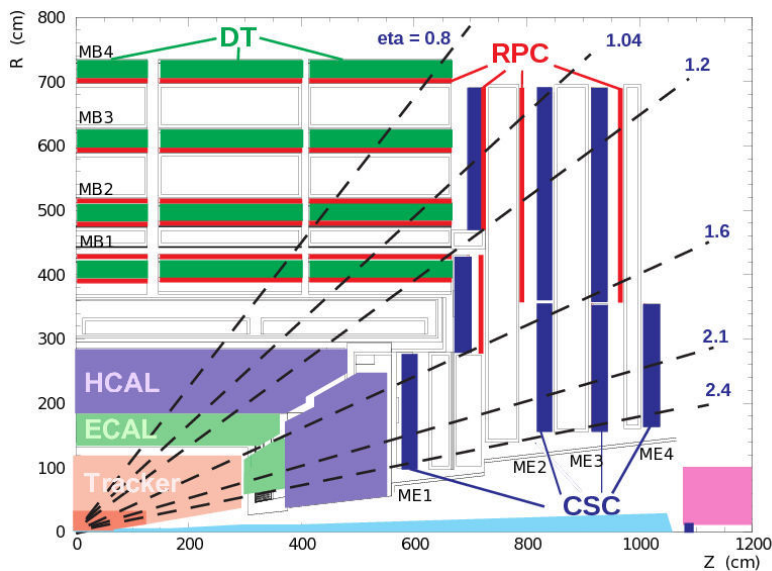 R (cm)
800
700
600
500
400
300
200
100
0
MB4
DT
eta = 0.8
1.04
RPC
1.2
MB3
MB2
MB1
1.6
2.1
2.4
HCAL
ECAL
Tracker
ME1
ME2
ME3
ME4
CSC
0
200
400
600
800
1000
1200
Z (cm)